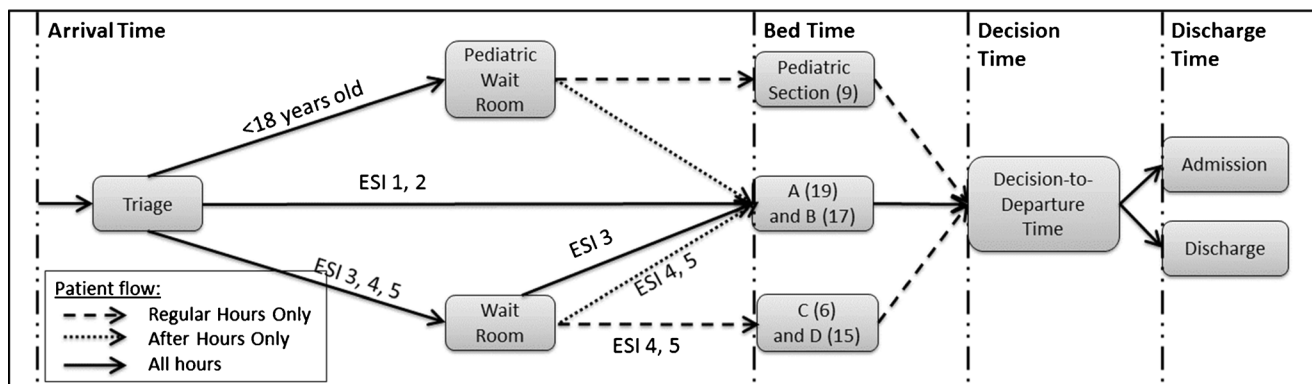 Arrival Time
Bed Time
Decision
Time
Discharge
Time
Pediatric
Wait
Room
Pediatric
Section (9)
<18 years old
ESI 1, 2
Triage
A (19)
and B (17)
Decision-to-
Departure
Time
Admission
Discharge
ESI 3
ESI 3, 4, 5
ESI 4, 5
Wait
Room
C (6)
and D (15)
ESI 4, 5
Patient flow:
Regular Hours Only
After Hours Only
All hours